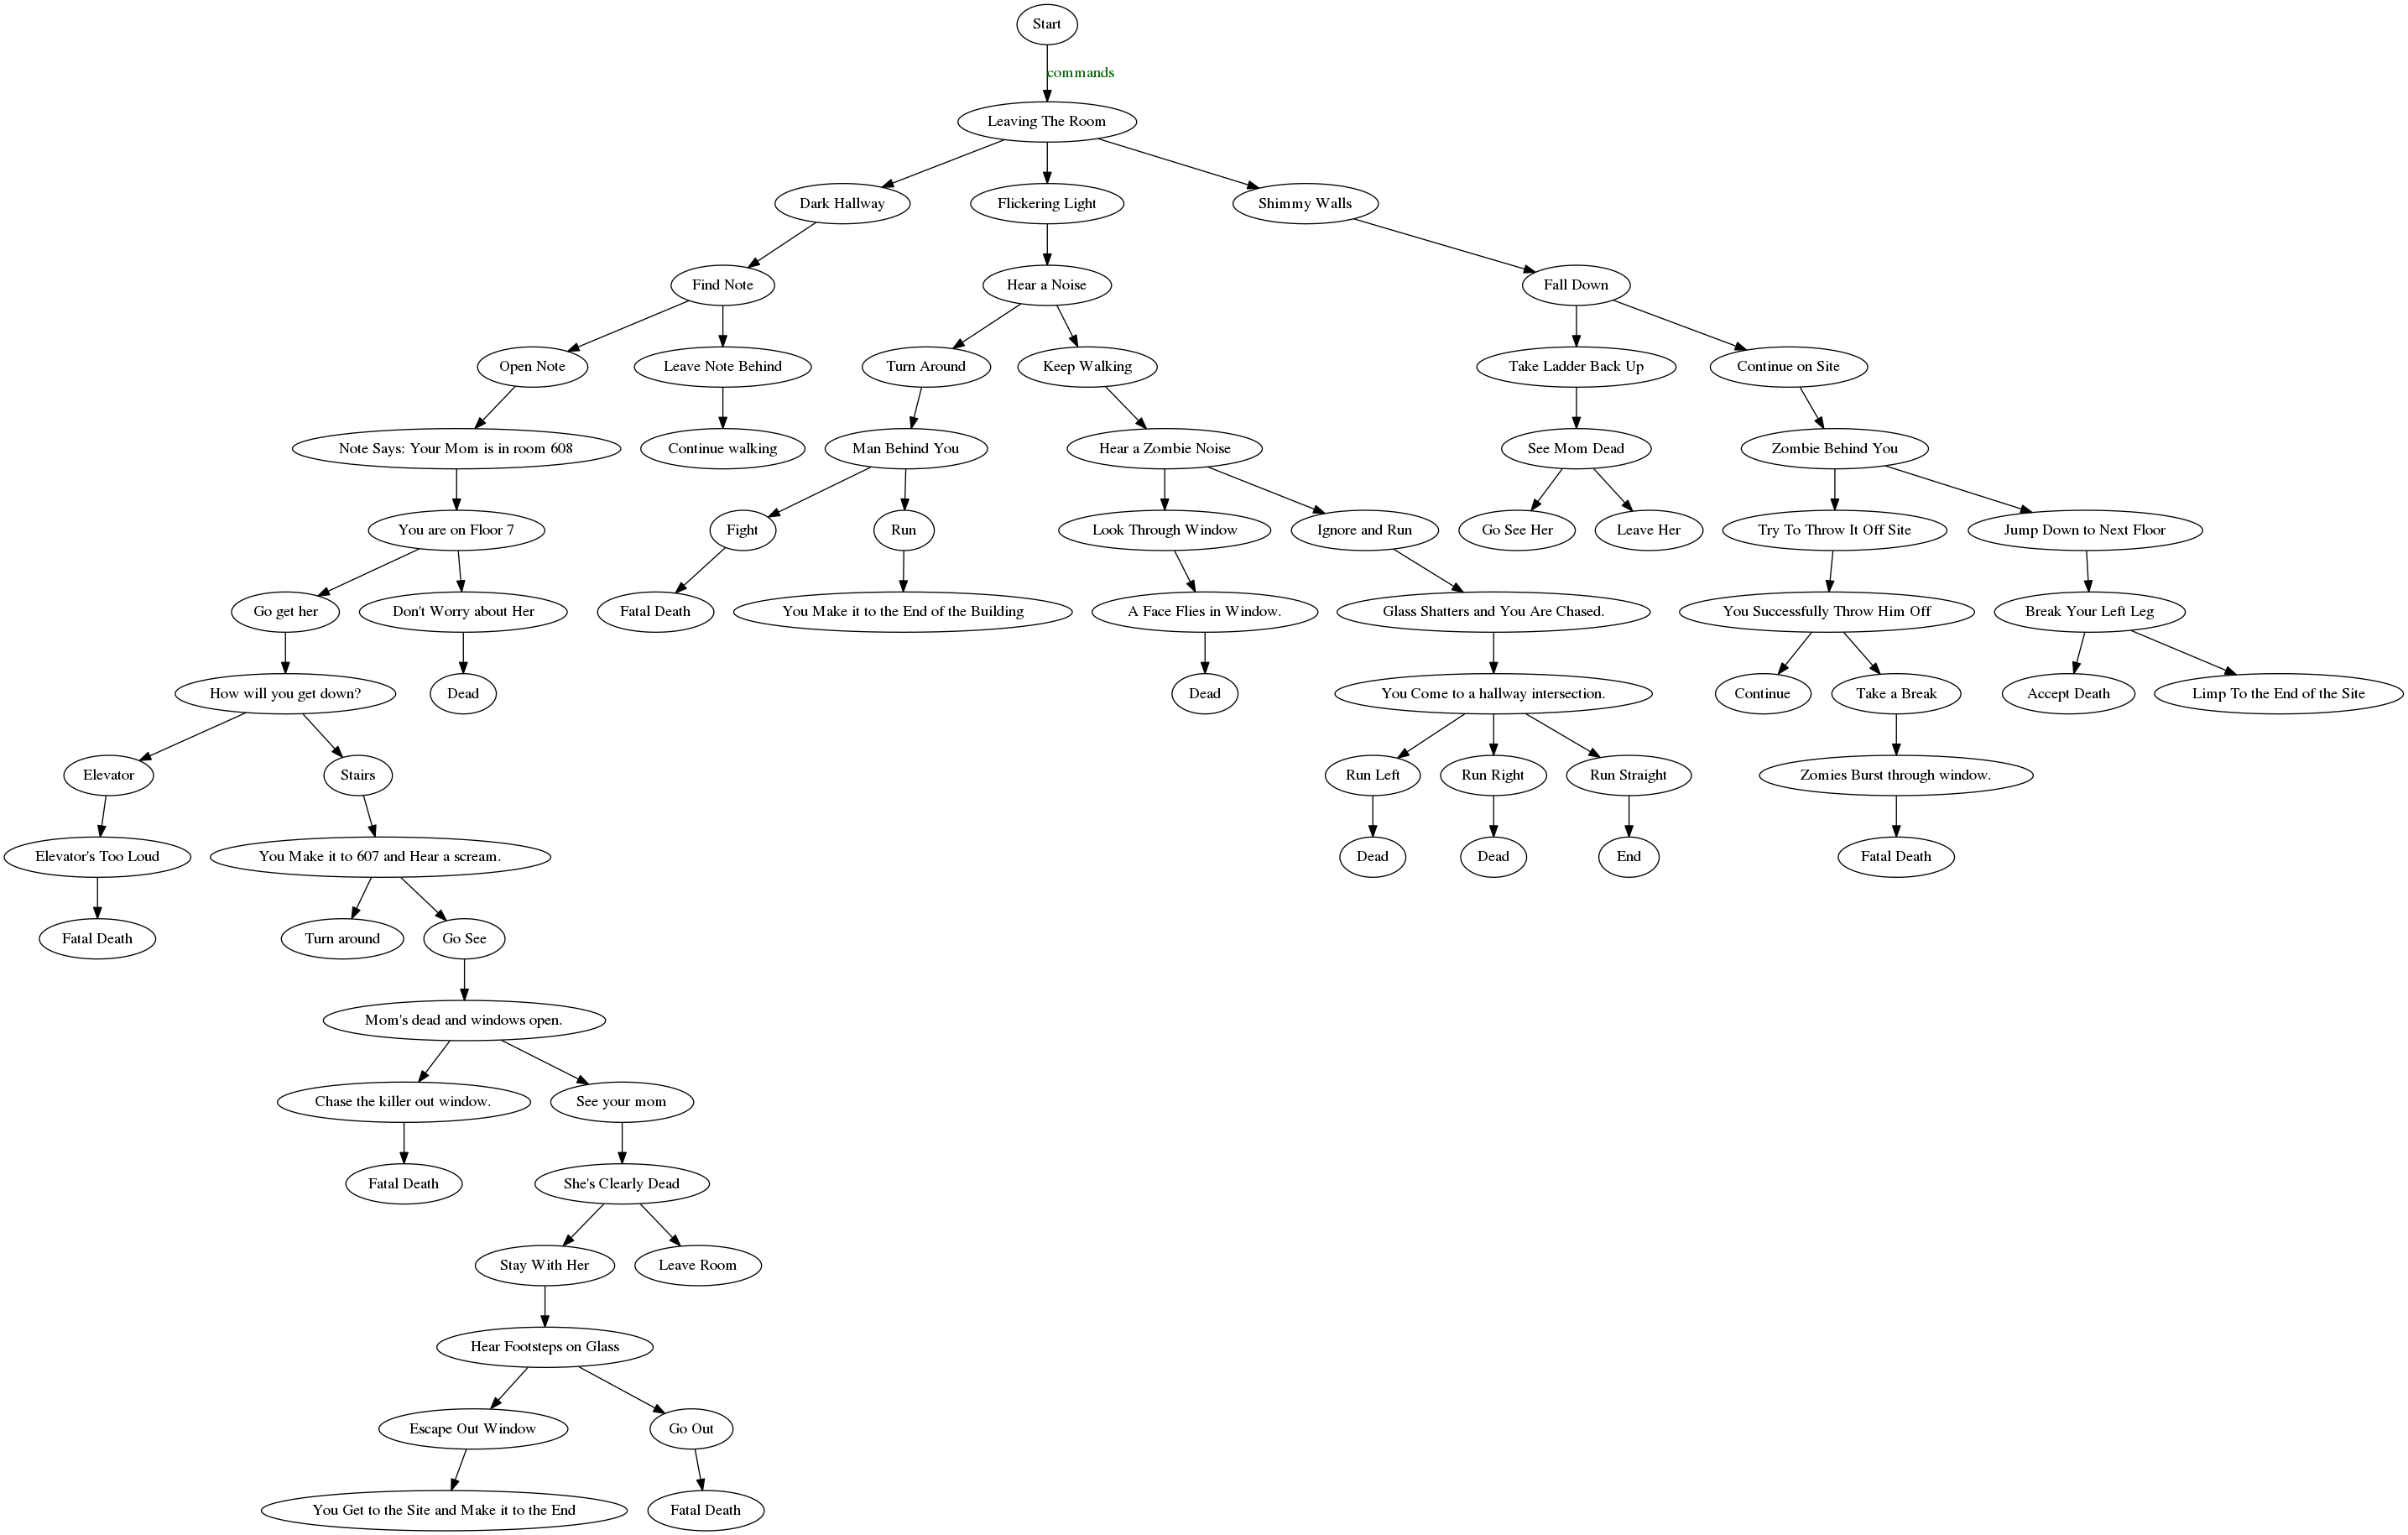 Start
commands
Leaving The Room
Dark Hallway
Flickering Light
Shimmy Walls
Find Note
Hear a Noise
Fall Down
Open Note
Leave Note Behind
Turn Around
Keep Walking
Take Ladder Back Up
Continue on Site
Note Says: Your Mom is in room 608
Continue walking
Man Behind You
Hear a Zombie Noise
See Mom Dead
Zombie Behind You
You are on Floor 7
Fight
Run
Look Through Window
Ignore and Run
Go See Her
Leave Her
Try To Throw It Off Site
Jump Down to Next Floor
Go get her
Don't Worry about Her
Fatal Death
You Make it to the End of the Building
A Face Flies in Window.
Glass Shatters and You Are Chased.
You Successfully Throw Him Off
Break Your Left Leg
How will you get down?
Dead
Dead
You Come to a hallway intersection.
Continue
Take a Break
Accept Death
Limp To the End of the Site
Elevator
Stairs
Run Left
Run Right
Run Straight
Zomies Burst through window.
Elevator's Too Loud
You Make it to 607 and Hear a scream.
Dead
Dead
End
Fatal Death
Fatal Death
Turn around
Go See
Mom's dead and windows open.
Chase the killer out window.
See your mom
Fatal Death
She's Clearly Dead
Stay With Her
Leave Room
Hear Footsteps on Glass
Escape Out Window
Go Out
You Get to the Site and Make it to the End
Fatal Death